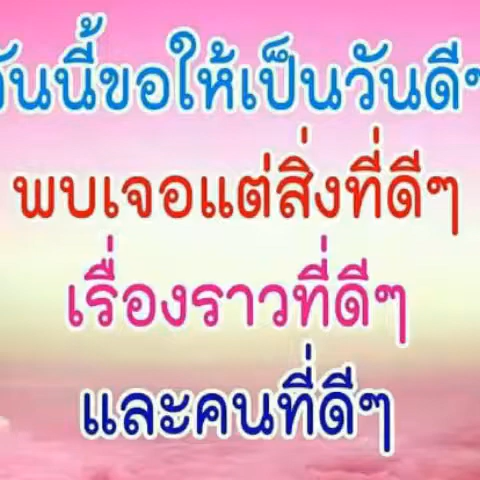 วันนี้ขอให้เป็นวันดีๆ
พบเจอแต่สิ่งที่ดีๆ
เรื่องราวที่ดีๆ
และคนที่ดีๆ